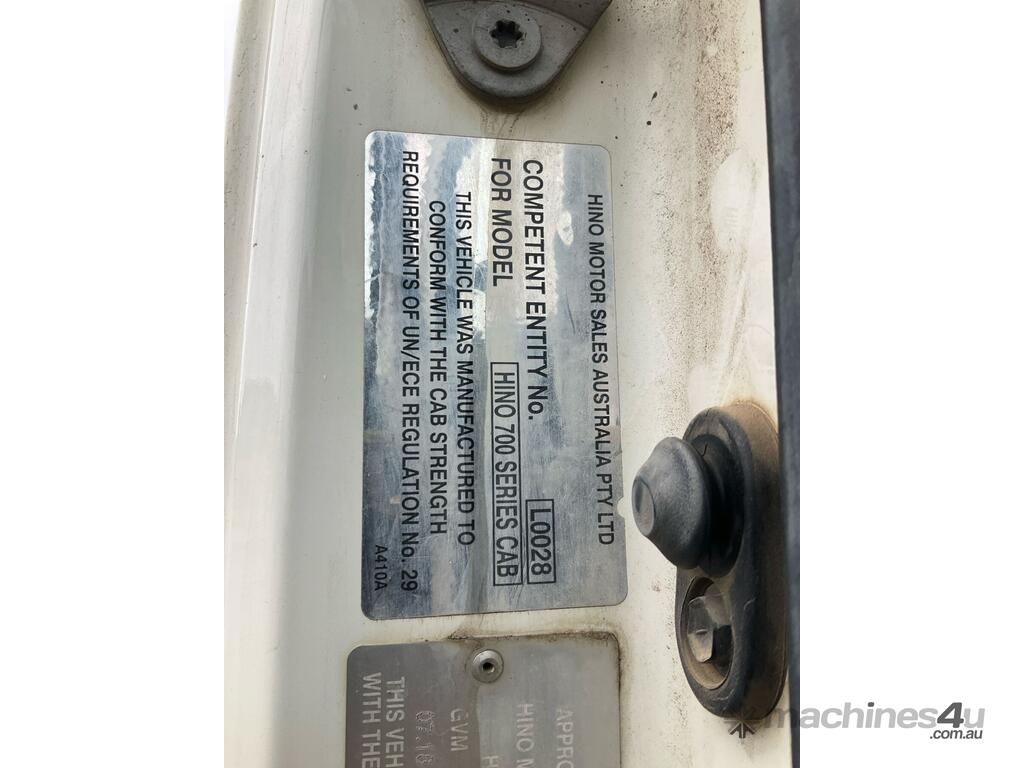 HINO MOTOR SALES AUSTRALIA PTY LTD
COMPETENT ENTITY No. L0028
FOR MODEL HINO 700 SERIES CAB
THIS VEHICLE WAS MANUFACTURED TO
CONFORM WITH THE CAB STRENGTH
REQUIREMENTS OF UN/ECE REGULATION No. 29
A410A
APPRO
HINO M
H
GVM
07.18
THIS VEH
WITH THE
machines4u
.com.au